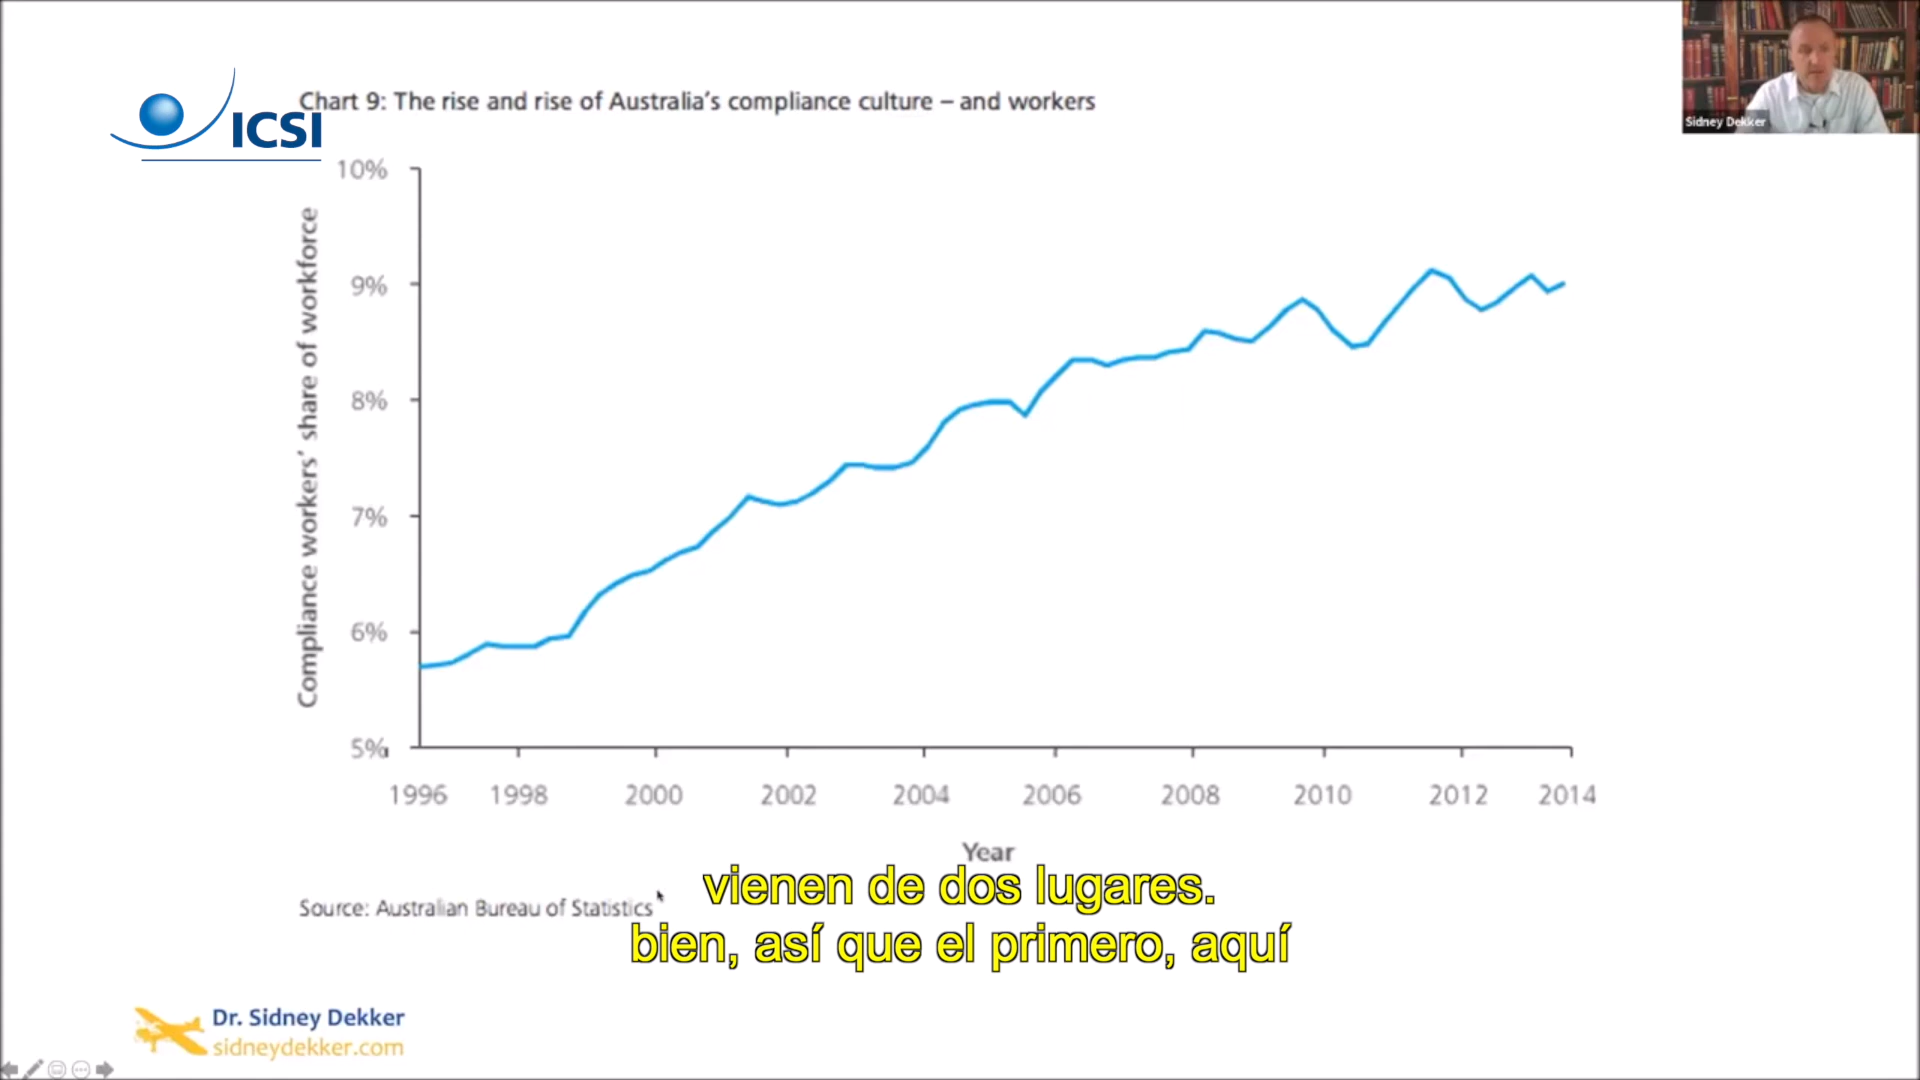 Chart 9: The rise and rise of Australia's compliance culture – and workers
ICSI
Sidney Dekker
Compliance workers' share of workforce
10%
9%
8%
7%
6%
5%
1996 1998 2000 2002 2004 2006 2008 2010 2012 2014
Year
Source: Australian Bureau of Statistics
vienen de dos lugares.
bien, así que el primero, aquí
Dr. Sidney Dekker
sidneydekker.com